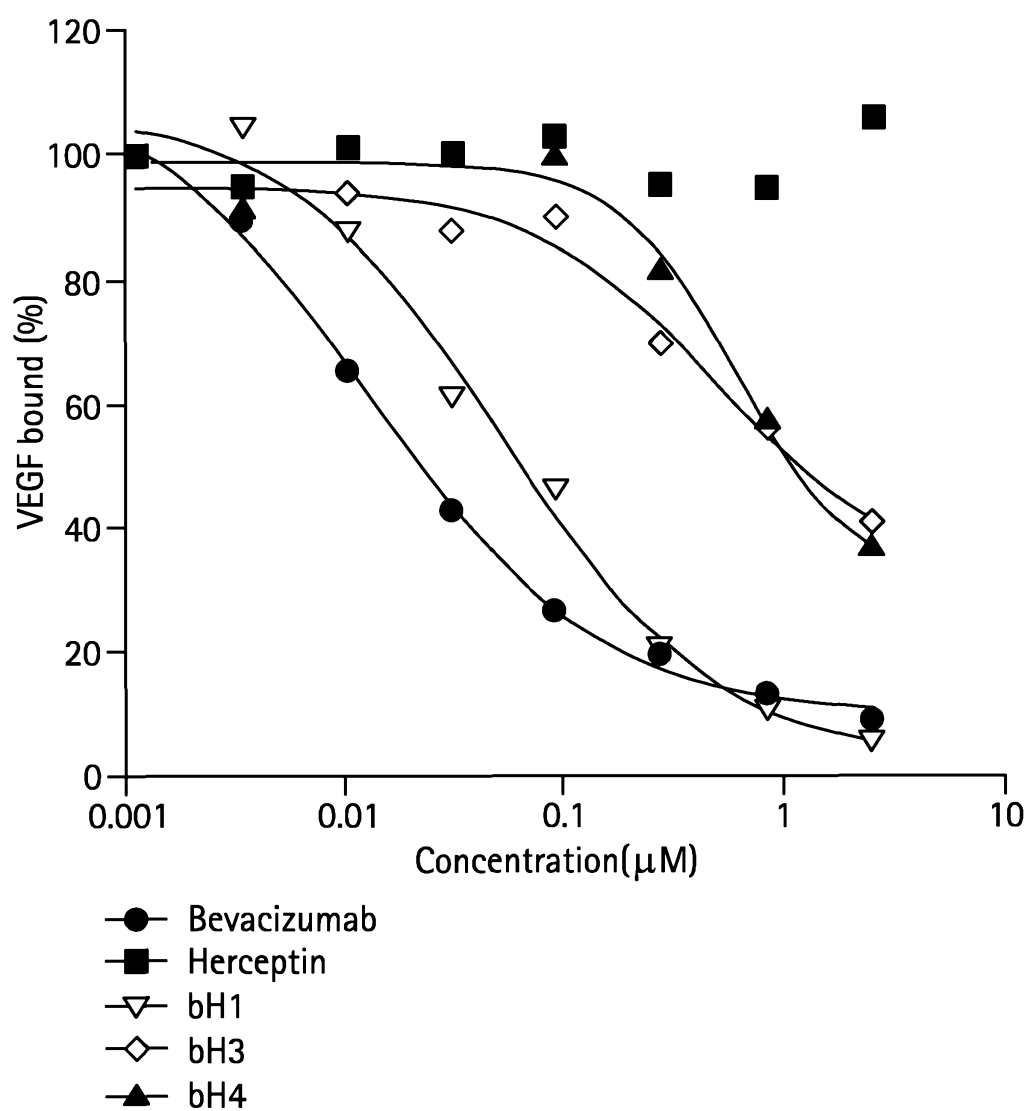 120
100
80
60
40
20
0
VEGF bound (%)
0.001 0.01 0.1 1 10
Concentration(μM)
Bevacizumab
Herceptin
bH1
bH3
bH4